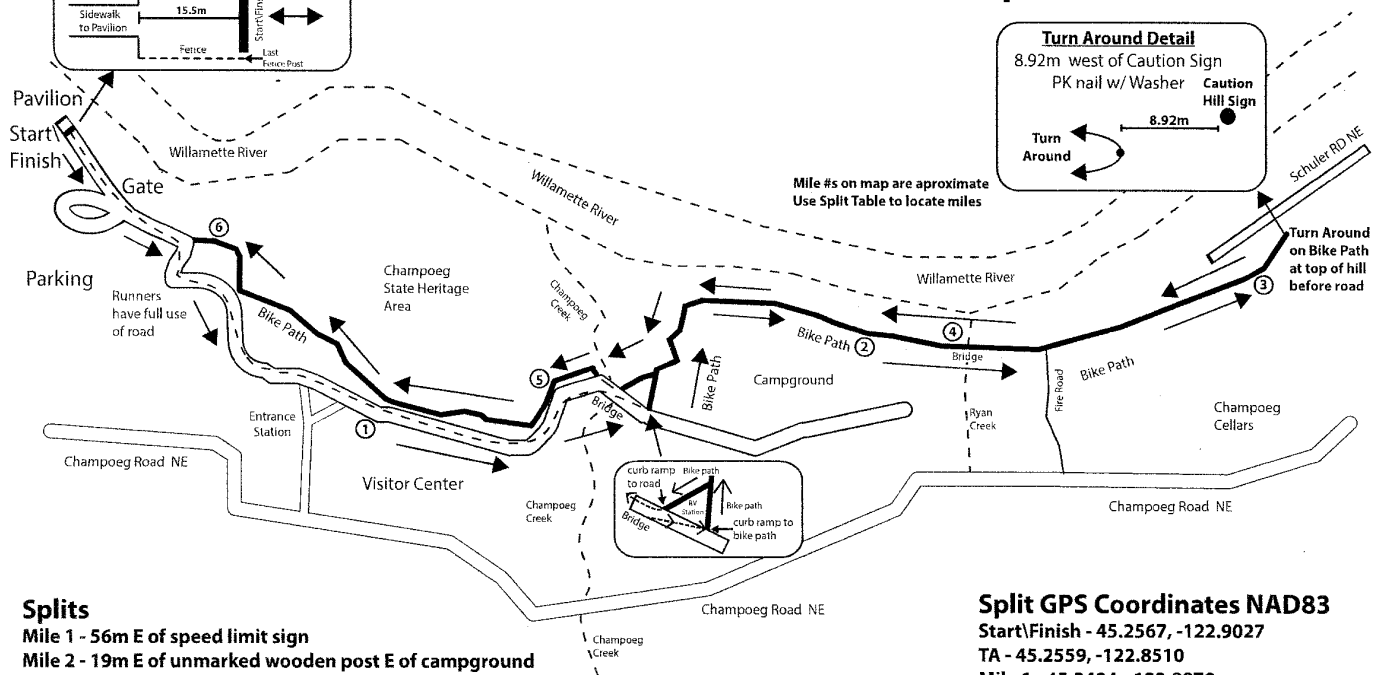 Sidewalk
to Pavilion
15.5m
Fence
Last
Fence Post
Turn Around Detail
8.92m west of Caution Sign
PK nail w/ Washer
Caution
Hill Sign
8.92m
Turn
Around
Pavilion
Start\
Finish
Gate
Willamette River
Willamette River
Mile #s on map are aproximate
Use Split Table to locate miles
Schuler RD NE
Turn Around
on Bike Path
at top of hill
before road
6
Parking
Runners
have full use
of road
Champoeg
State Heritage
Area
Champoeg
Creek
Willamette River
3
Bike Path
Bike Path
2
4
Bridge
Bike Path
5
Bike Path
Campground
Fire Road
Bridge
Entrance
Station
1
Ryan
Creek
Champoeg
Cellars
Champoeg Road NE
Visitor Center
curb ramp
to road
Bike path
RV
Station
Bike path
Bridge
curb ramp to
bike path
Champoeg
Creek
Champoeg Road NE
Champoeg Road NE
Champoeg
Creek
Splits
Mile 1 - 56m E of speed limit sign
Mile 2 - 19m E of unmarked wooden post E of campground
Split GPS Coordinates NAD83
Start\Finish - 45.2567, -122.9027
TA - 45.2559, -122.8510